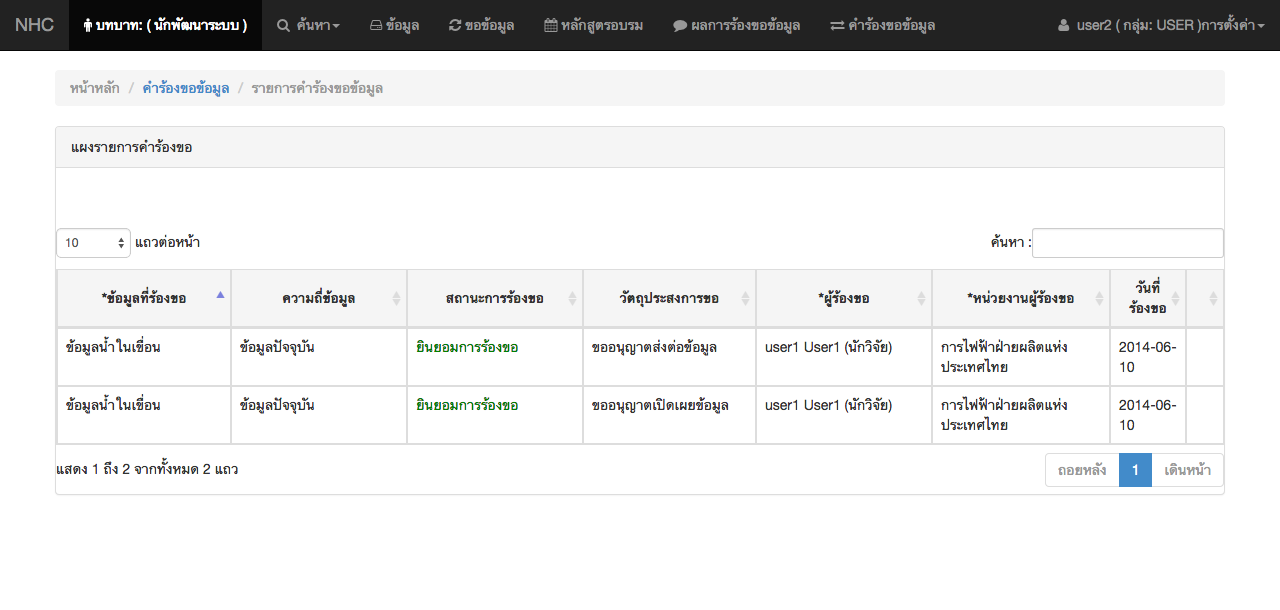 NHC บทบาท: ( นักพัฒนาระบบ ) ค้นหา ข้อมูล ขอข้อมูล หลักสูตรอบรม ผลการร้องขอข้อมูล คำร้องขอข้อมูล user2 ( กลุ่ม: USER )การตั้งค่า
หน้าหลัก / คำร้องขอข้อมูล / รายการคำร้องขอข้อมูล
แผงรายการคำร้องขอ
10 แถวต่อหน้า ค้นหา :
*ข้อมูลที่ร้องขอ ความถี่ข้อมูล สถานะการร้องขอ วัตถุประสงการขอ *ผู้ร้องขอ *หน่วยงานผู้ร้องขอ วันที่
ร้องขอ
ข้อมูลน้ำในเขื่อน ข้อมูลปัจจุบัน ยินยอมการร้องขอ ขออนุญาตส่งต่อข้อมูล user1 User1 (นักวิจัย) การไฟฟ้าฝ่ายผลิตแห่ง 2014-06-
ประเทศไทย 10
ข้อมูลน้ำในเขื่อน ข้อมูลปัจจุบัน ยินยอมการร้องขอ ขออนุญาตเปิดเผยข้อมูล user1 User1 (นักวิจัย) การไฟฟ้าฝ่ายผลิตแห่ง 2014-06-
ประเทศไทย 10
แสดง 1 ถึง 2 จากทั้งหมด 2 แถว ถอยหลัง 1 เดินหน้า